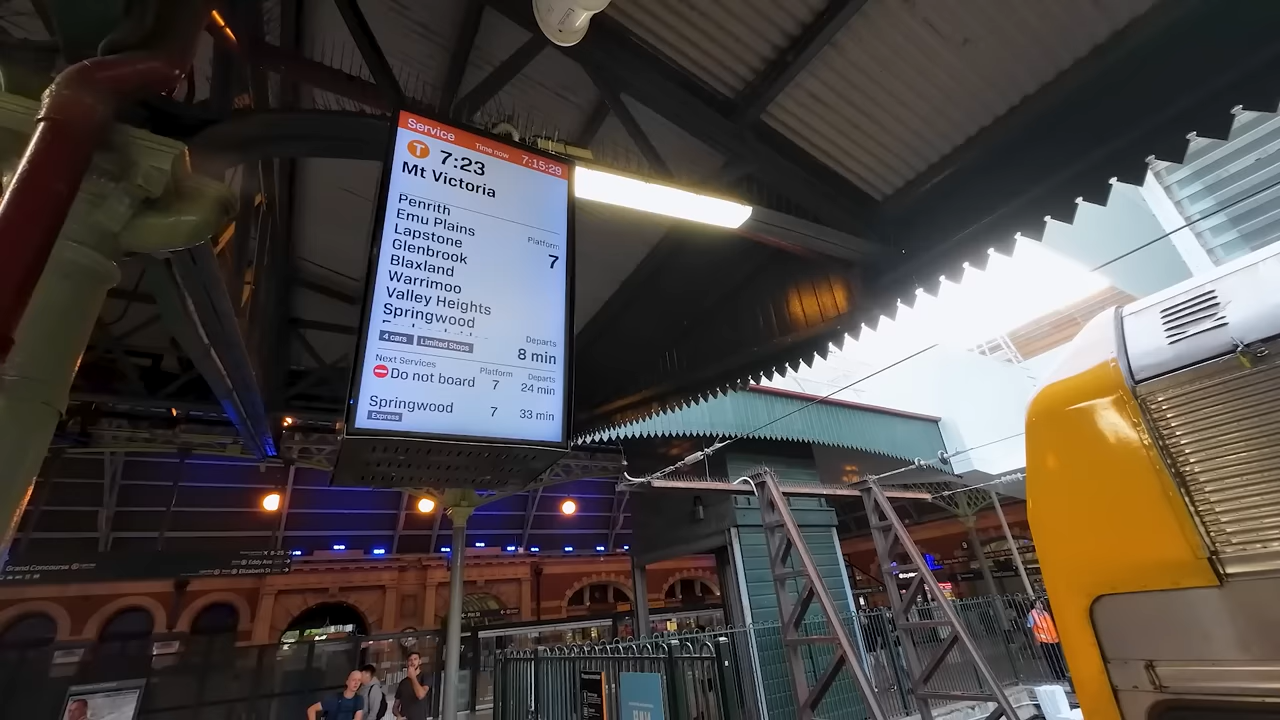 Service
Time now 7:15:29
T 7:23
Mt Victoria
Penrith
Emu Plains
Lapstone
Glenbrook
Blaxland
Warrimoo
Valley Heights
Springwood
Platform
7
4 cars
Limited Stops
Departs
8 min
Next Services
Platform
Departs
Do not board
7
24 min
Springwood
7
33 min
Express
Grand Concourse
Eddy Ave
Elizabeth St